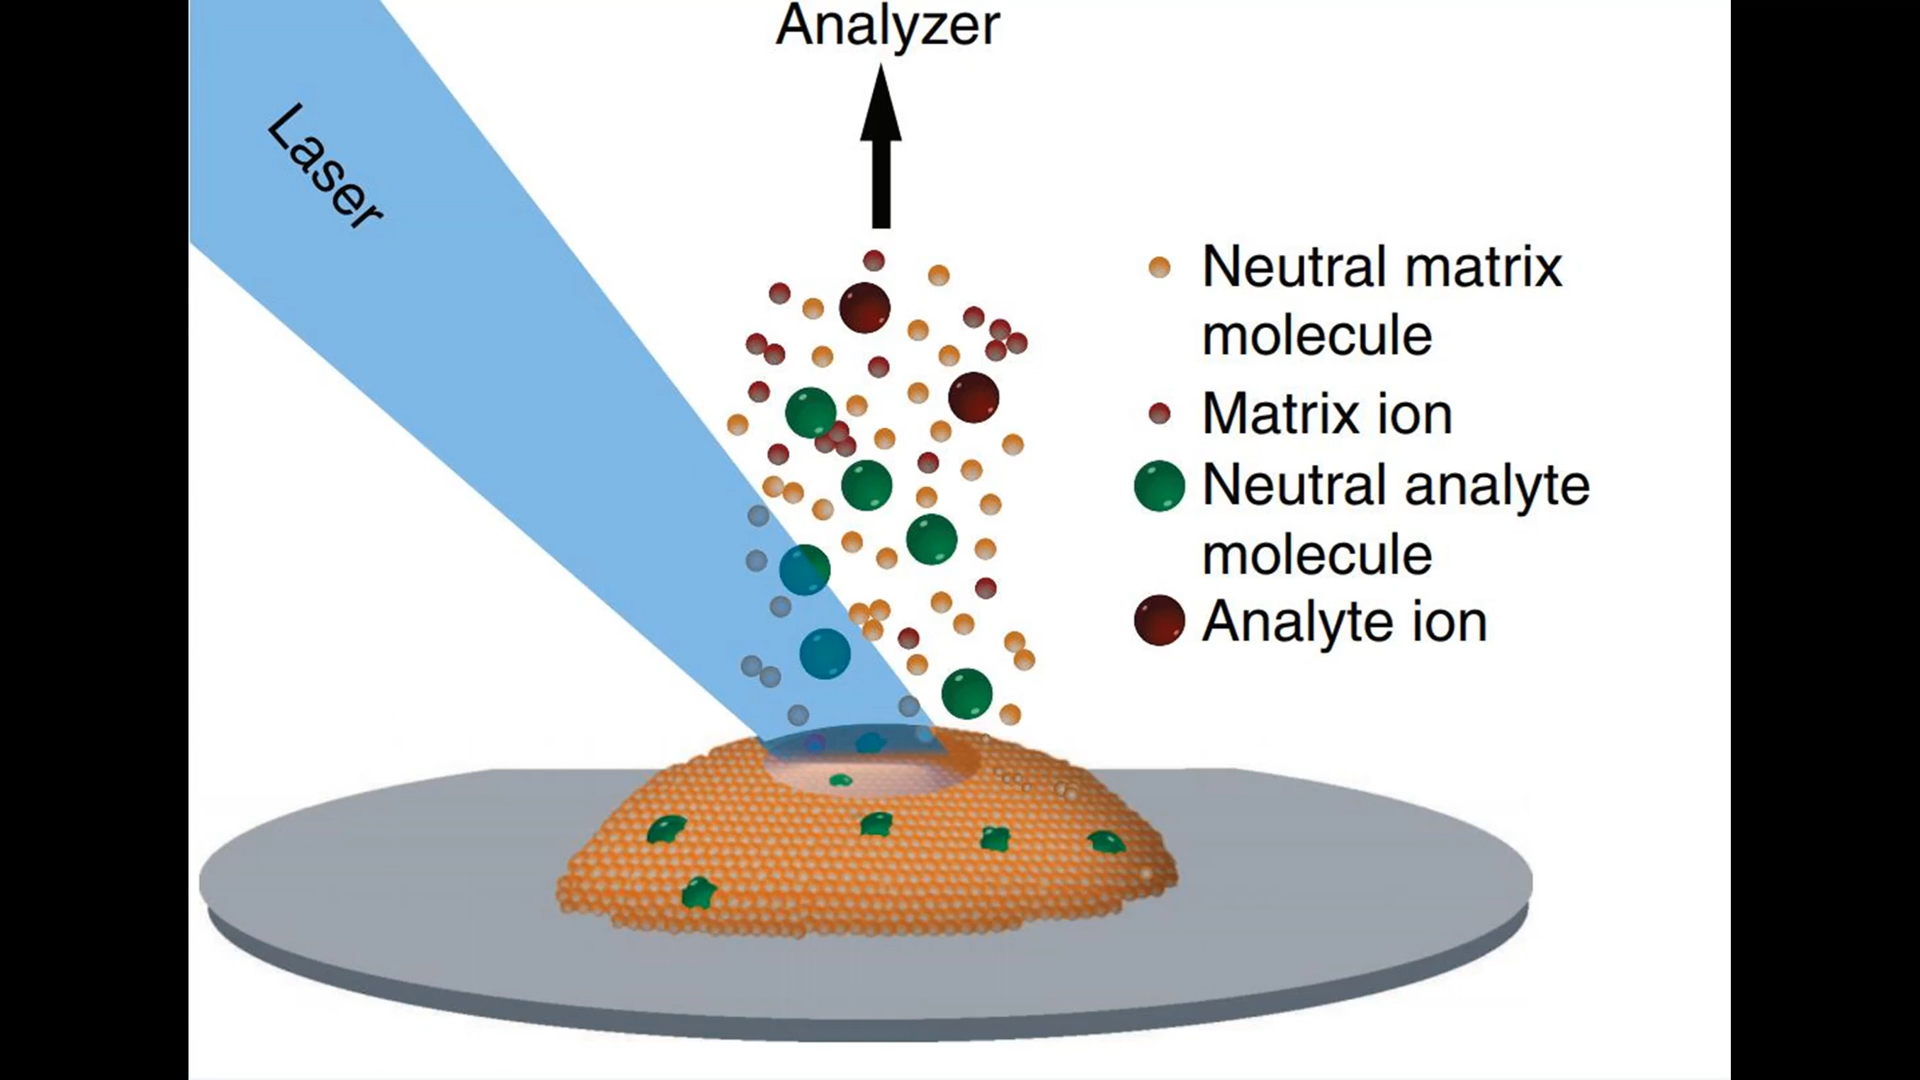 Analyzer
Laser
Neutral matrix
molecule
Matrix ion
Neutral analyte
molecule
Analyte ion